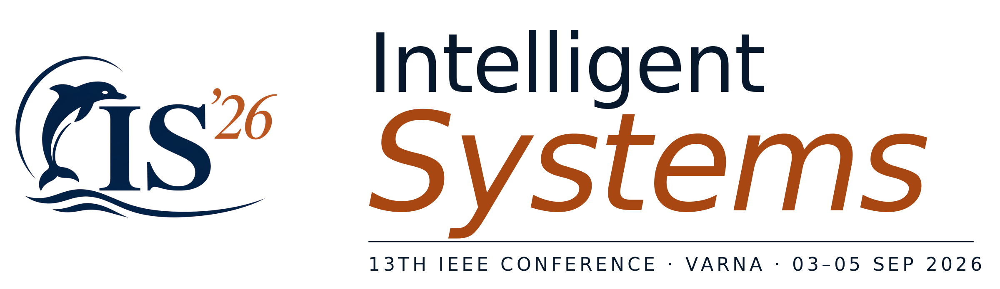 IS ’26
Intelligent
Systems
13TH IEEE CONFERENCE · VARNA · 03–05 SEP 2026